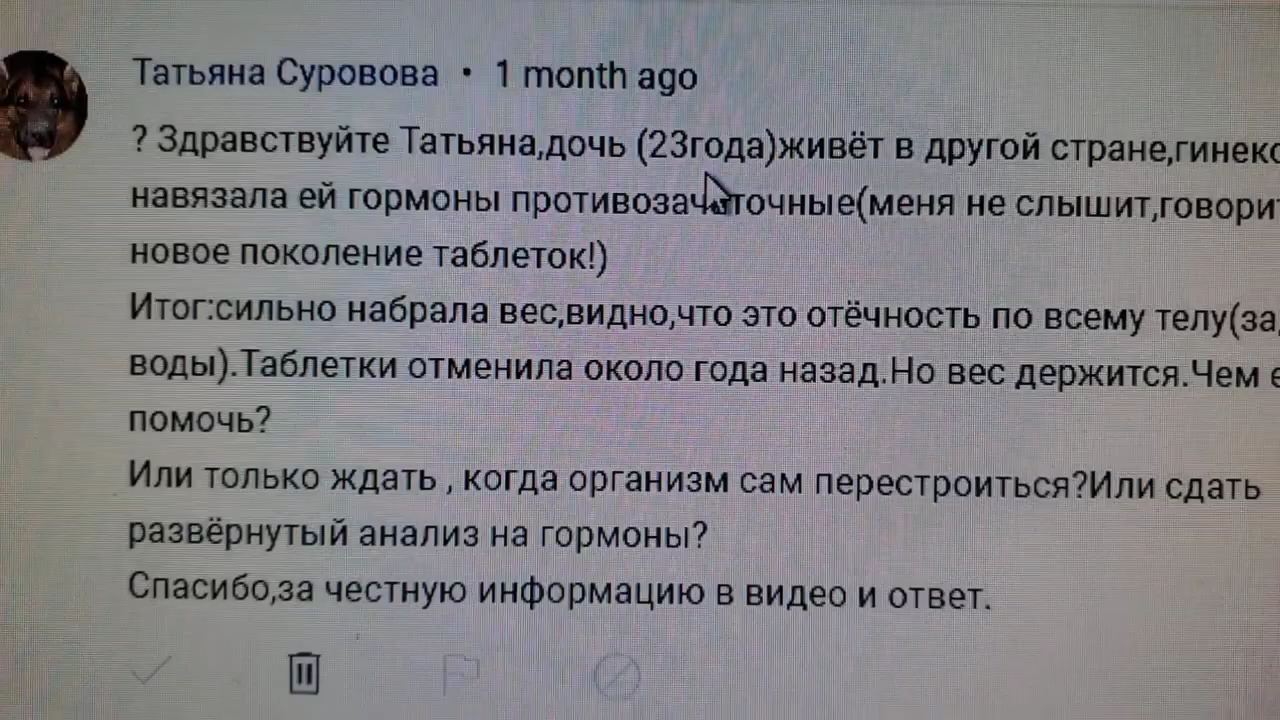 Татьяна Суровова • 1 month ago
? Здравствуйте Татьяна,дочь (23года)живёт в другой стране,гинеко
навязала ей гормоны противозачаточные(меня не слышит,говорит
новое поколение таблеток!)
Итог:сильно набрала вес,видно,что это отёчность по всему телу(за
воды).Таблетки отменила около года назад.Но вес держится.Чем е
помочь?
Или только ждать , когда организм сам перестроиться?Или сдать
развёрнутый анализ на гормоны?
Спасибо,за честную информацию в видео и ответ.